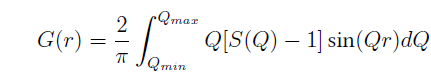 G(r) = \frac{2}{\pi} \int_{Q_{min}}^{Q_{max}} Q[S(Q) - 1] \sin(Qr)dQ